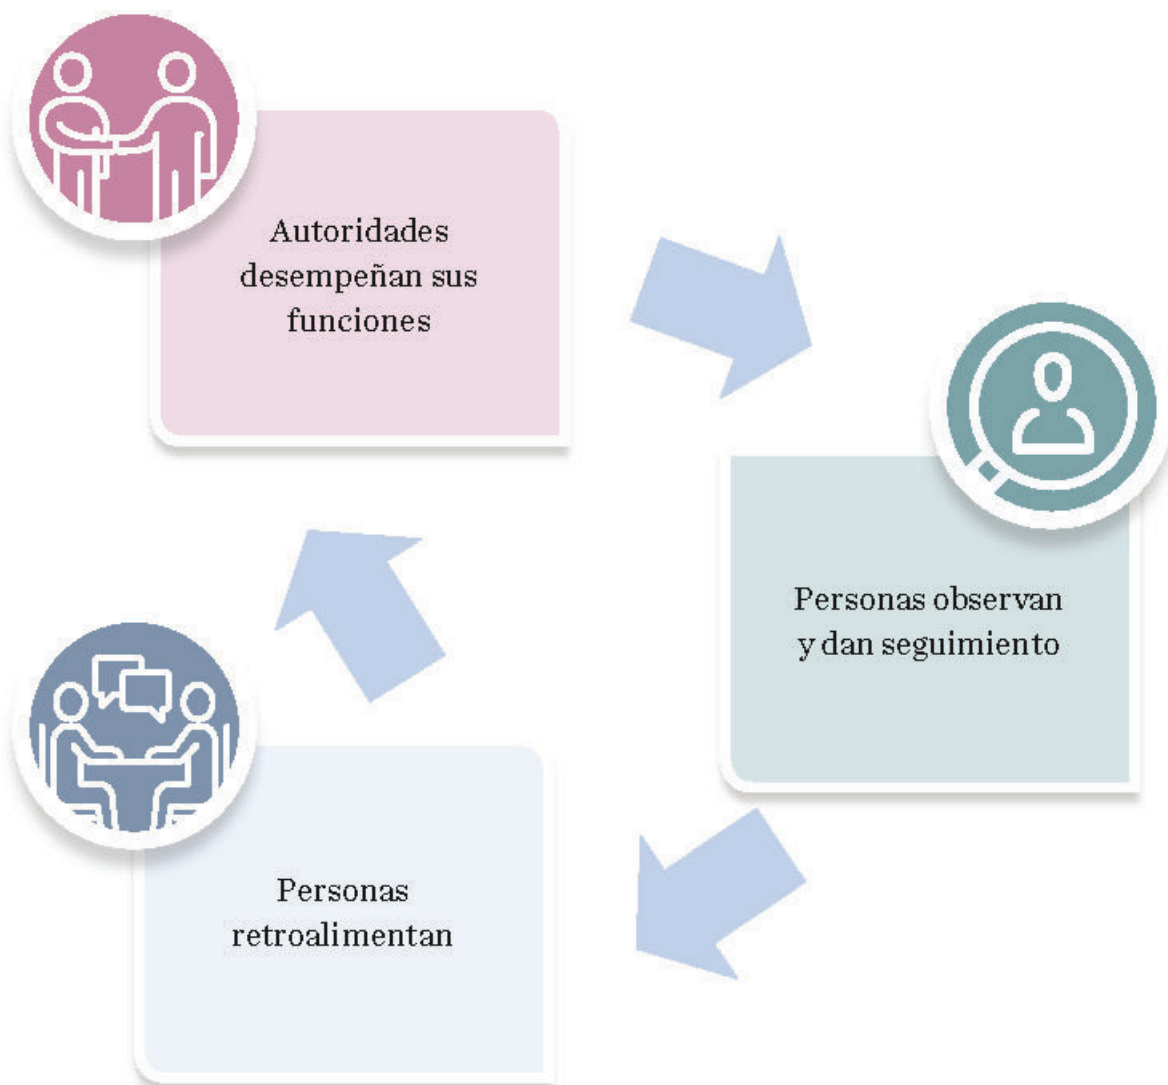 Autoridades
desempeñan sus
funciones
Personas observan
y dan seguimiento
Personas
retroalimentan